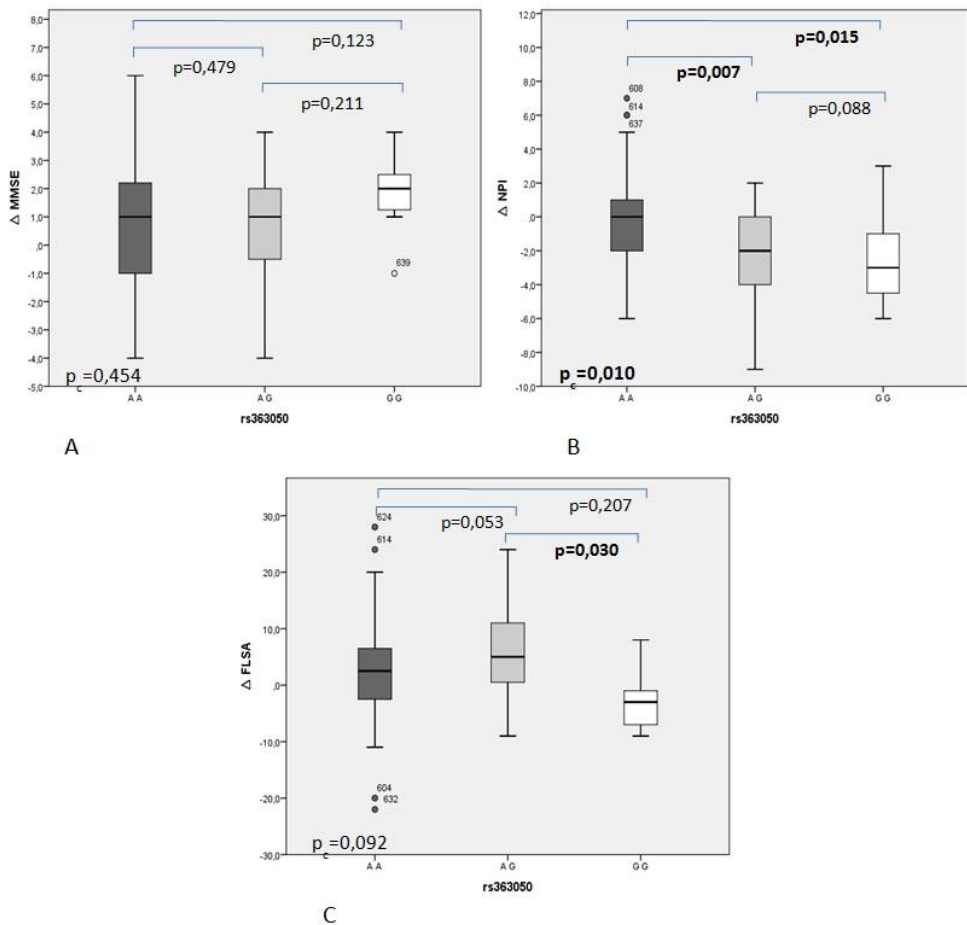 8,0
7,0
6,0
5,0
4,0
3,0
2,0
1,0
,0
-1,0
-2,0
-3,0
-4,0
-5,0
△ MMSE
p=0,123
p=0,479
p=0,211
639
p_c=0,454
A A
A G
G G
rs363050
A
12,0
10,0
8,0
6,0
4,0
2,0
,0
-2,0
-4,0
-6,0
-8,0
-10,0
△ NPI
p=0,015
p=0,007
p=0,088
608
614
637
p_c=0,010
A A
A G
G G
rs363050
B
30,0
20,0
10,0
,0
-10,0
-20,0
-30,0
△ FLSA
p=0,207
p=0,053
p=0,030
624
614
604
632
p_c=0,092
A A
A G
G G
rs363050
C